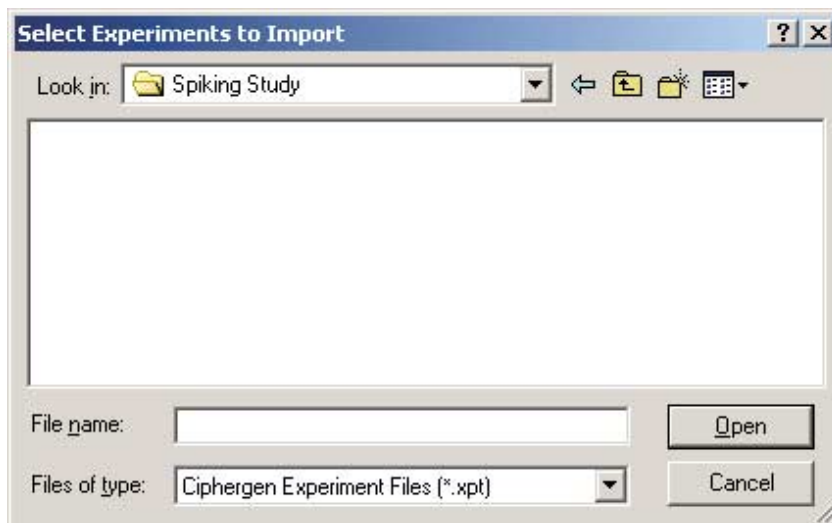 Select Experiments to Import
Look in: Spiking Study
File name:
Open
Files of type: Ciphergen Experiment Files (*.xpt)
Cancel